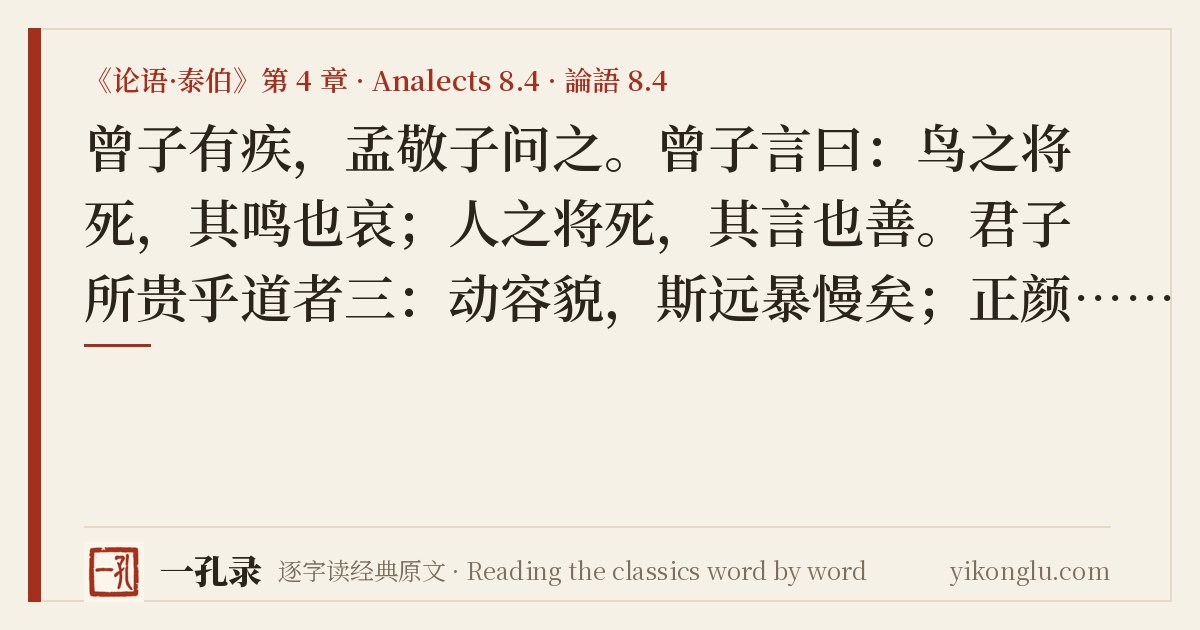 《论语·泰伯》第 4 章 · Analects 8.4 · 論語 8.4
曾子有疾，孟敬子问之。曾子言曰：鸟之将
死，其鸣也哀；人之将死，其言也善。君子
所贵乎道者三：动容貌，斯远暴慢矣；正颜……
一孔
一孔录 逐字读经典原文 · Reading the classics word by word yikonglu.com